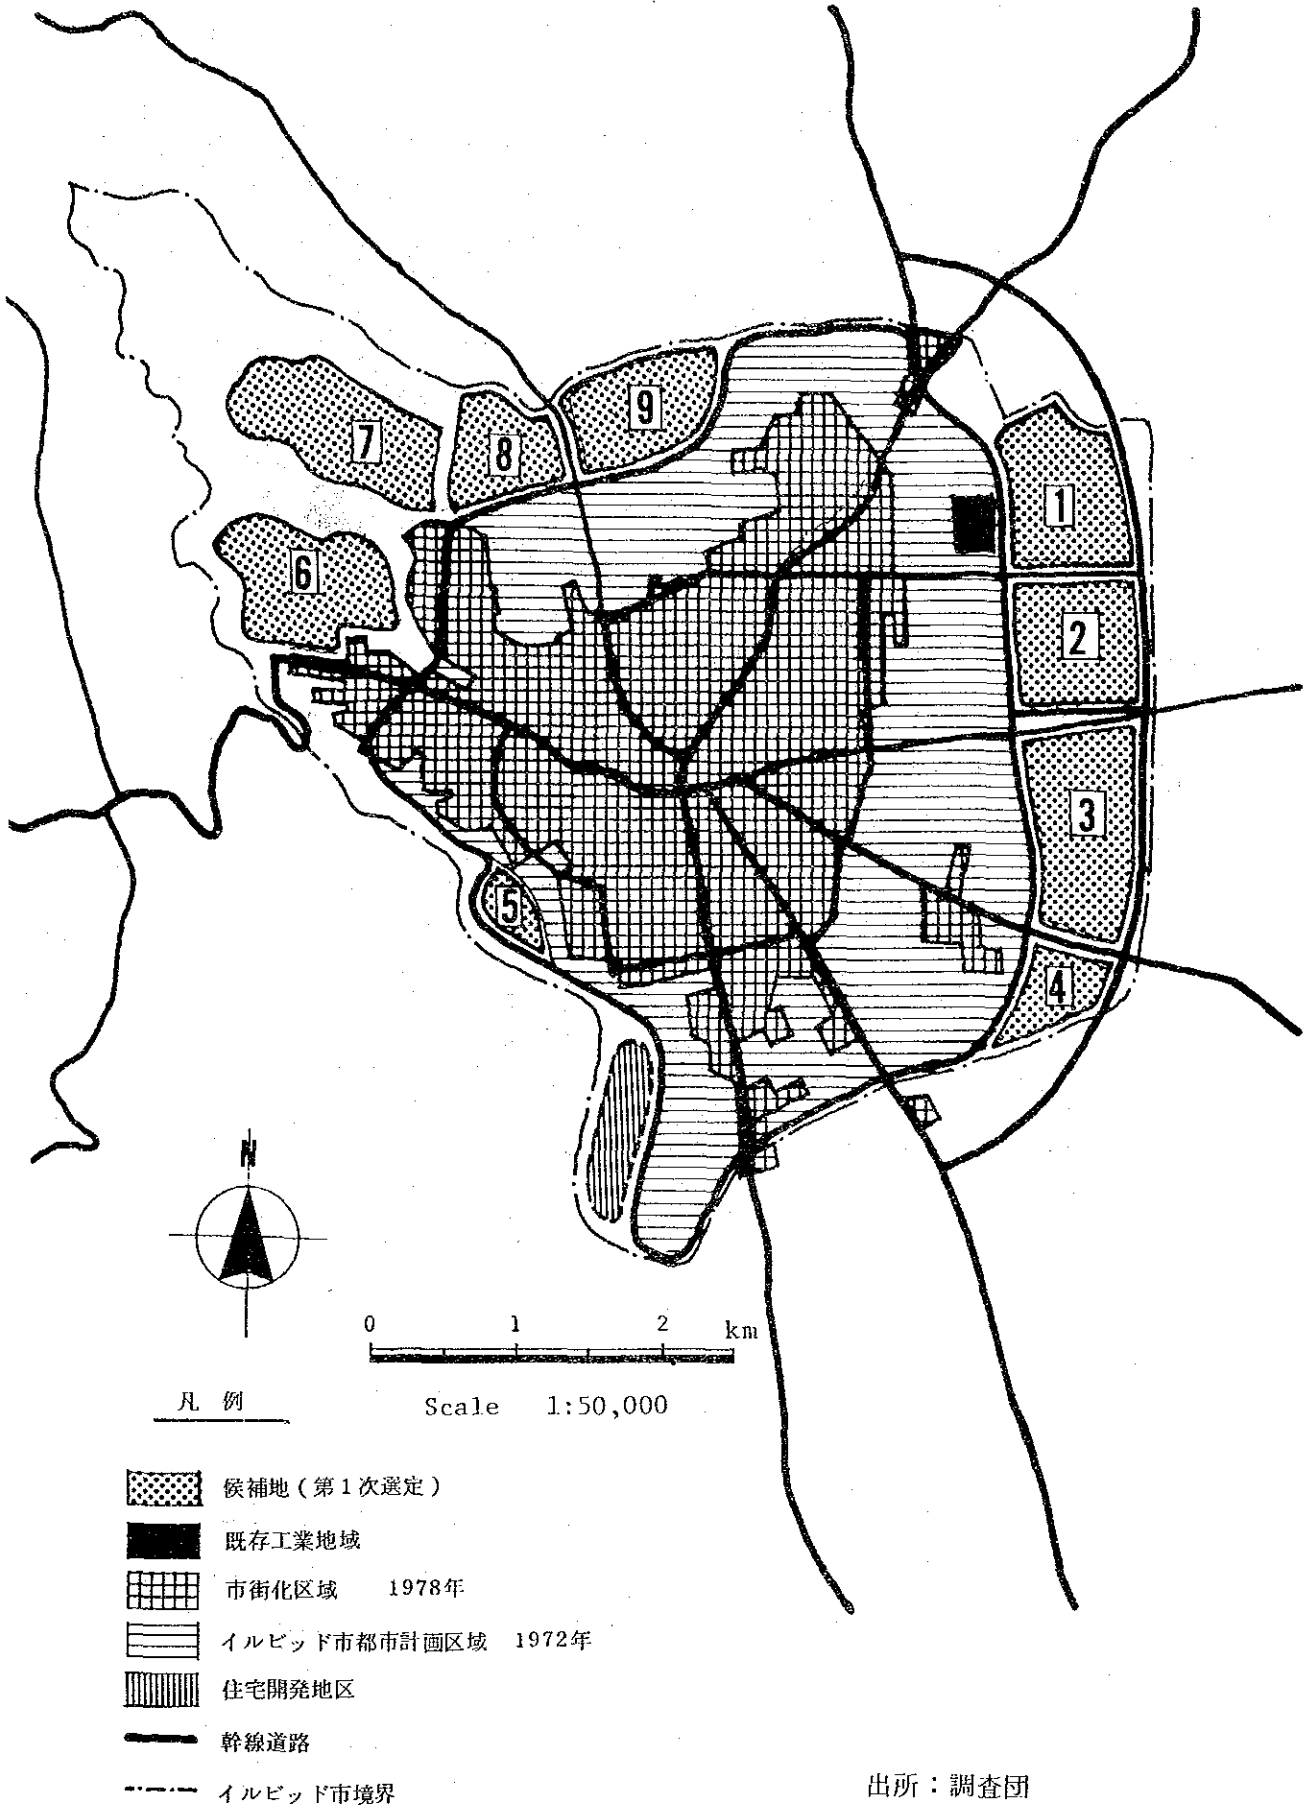 9
7
8
1
6
2
3
5
4
N
0 1 2 km
Scale 1:50,000
凡 例
候補地(第1次選定)
既存工業地域
市街化区域 1978年
イルビッド市都市計画区域 1972年
住宅開発地区
幹線道路
イルビッド市境界
出所：調査団